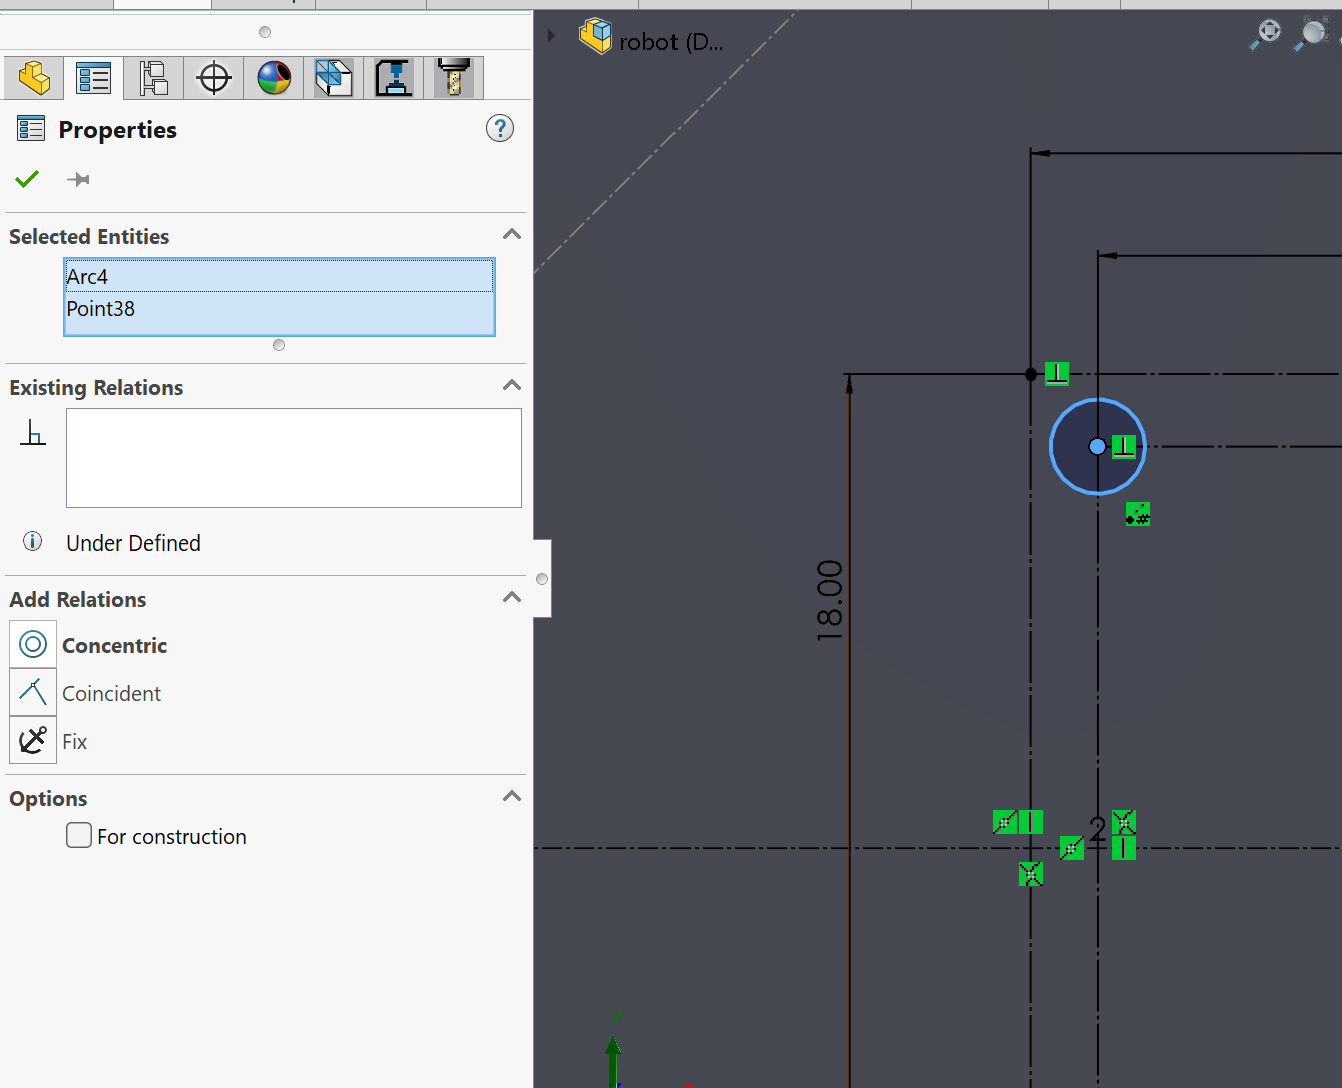 robot (D...
Properties
?
Selected Entities
Arc4
Point38
Existing Relations
Under Defined
Add Relations
Concentric
Coincident
Fix
Options
For construction
18.00
2
Y